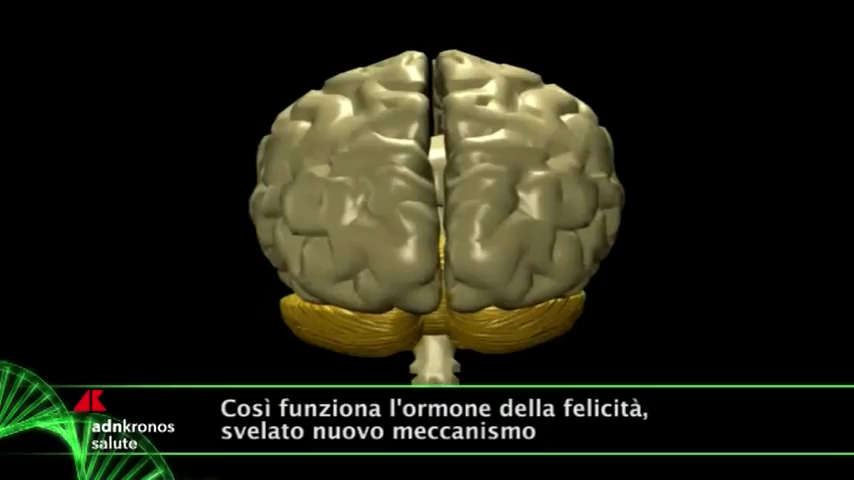 Così funziona l'ormone della felicità,
svelato nuovo meccanismo
adnkronos
salute